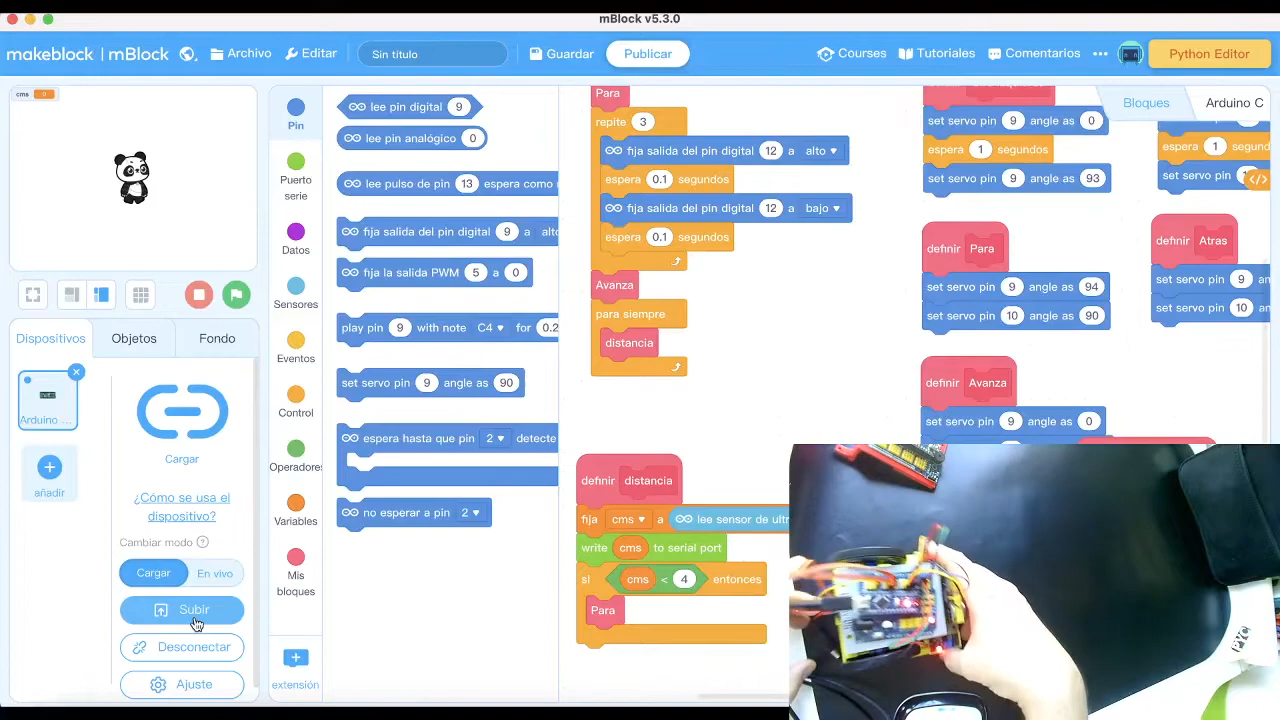 mBlock v5.3.0
makeblock | mBlock
Archivo
Editar
Sin título
Guardar
Publicar
Courses
Tutoriales
Comentarios
Python Editor
cms 0
Dispositivos
Objetos
Fondo
Arduino ...
añadir
Cargar
¿Cómo se usa el
dispositivo?
Cambiar modo ?
Cargar
En vivo
Subir
Desconectar
Ajuste
Pin
Puerto
serie
Datos
Sensores
Eventos
Control
Operadores
Variables
Mis
bloques
extensión
lee pin digital 9
lee pin analógico 0
lee pulso de pin 13 espera como
fija salida del pin digital 9 a alto
fija la salida PWM 5 a 0
play pin 9 with note C4 for 0.2
set servo pin 9 angle as 90
espera hasta que pin 2 detecte
no esperar a pin 2
Para
repite 3
fija salida del pin digital 12 a alto
espera 0.1 segundos
fija salida del pin digital 12 a bajo
espera 0.1 segundos
Avanza
para siempre
distancia
definir distancia
fija cms a lee sensor de ultr
write cms to serial port
si cms < 4 entonces
Para
Bloques
Arduino C
set servo pin 9 angle as 0
espera 1 segundos
set servo pin 9 angle as 93
definir Para
set servo pin 9 angle as 94
set servo pin 10 angle as 90
definir Avanza
set servo pin 9 angle as 0
espera 1 segund
set servo pin
definir Atras
set servo pin 9 an
set servo pin 10 an